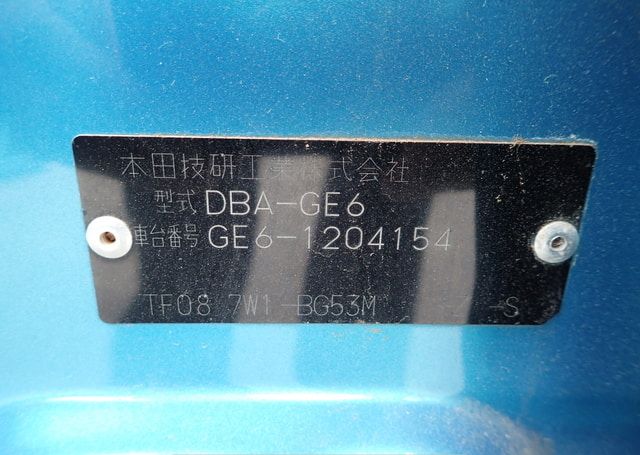 本田技研工業株式会社
型式 DBA-GE6
車台番号 GE6-1204154
TF08 7W1 -BG53M -Z -S